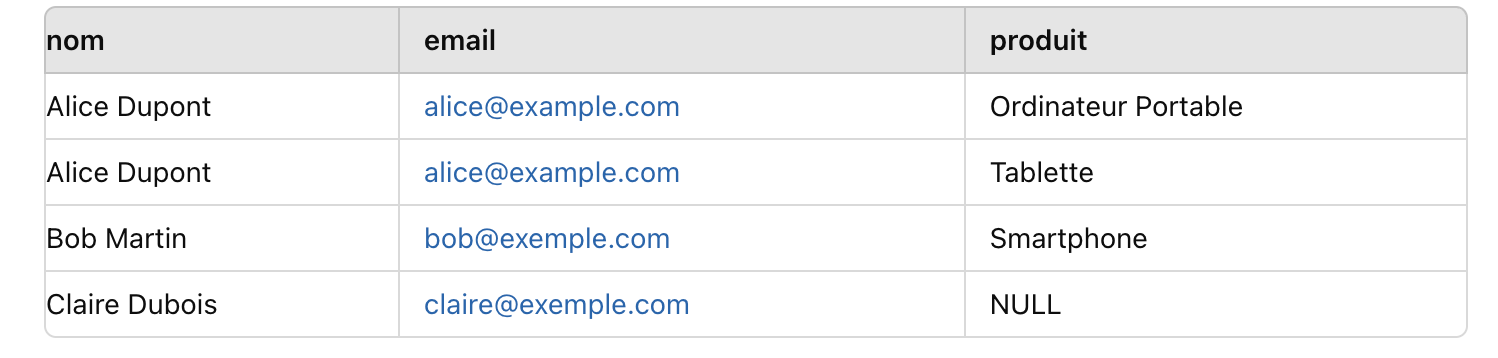 nom email produit
Alice Dupont alice@example.com Ordinateur Portable
Alice Dupont alice@example.com Tablette
Bob Martin bob@exemple.com Smartphone
Claire Dubois claire@exemple.com NULL